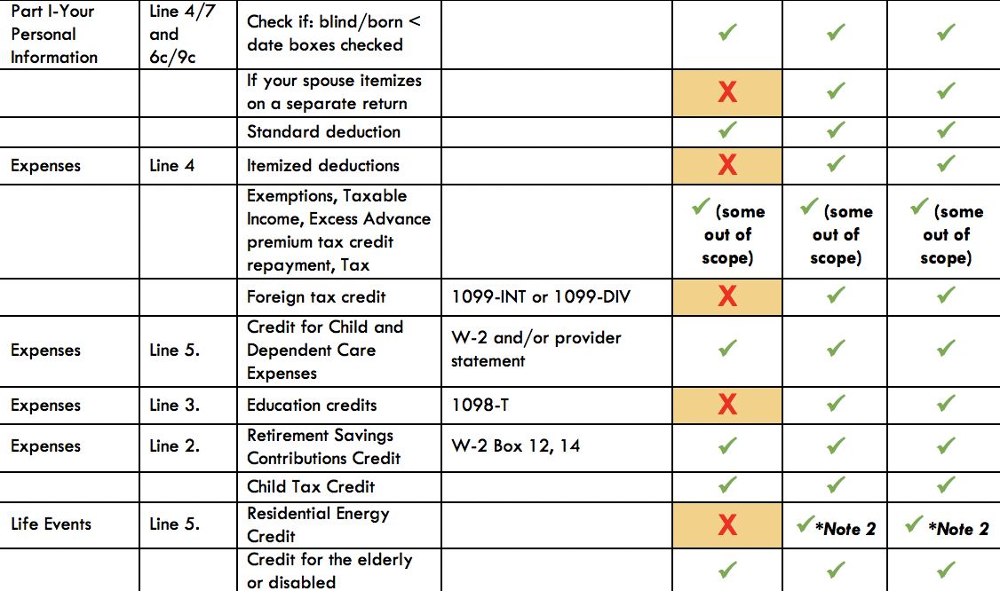 Part I-Your Personal Information Line 4/7 and 6c/9c Check if: blind/born < date boxes checked ✓ ✓ ✓
If your spouse itemizes on a separate return X ✓ ✓
Standard deduction ✓ ✓ ✓
Expenses Line 4 Itemized deductions X ✓ ✓
Exemptions, Taxable Income, Excess Advance premium tax credit repayment, Tax ✓ (some out of scope) ✓ (some out of scope) ✓ (some out of scope)
Foreign tax credit 1099-INT or 1099-DIV X ✓ ✓
Expenses Line 5. Credit for Child and Dependent Care Expenses W-2 and/or provider statement ✓ ✓ ✓
Expenses Line 3. Education credits 1098-T X ✓ ✓
Expenses Line 2. Retirement Savings Contributions Credit W-2 Box 12, 14 ✓ ✓ ✓
Child Tax Credit ✓ ✓ ✓
Life Events Line 5. Residential Energy Credit X ✓*Note 2 ✓ *Note 2
Credit for the elderly or disabled ✓ ✓ ✓